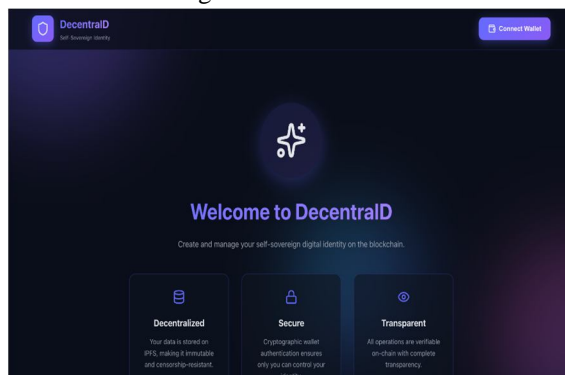 DecentralD
Self-Sovereign Identity
Connect Wallet
Welcome to DecentralD
Create and manage your self-sovereign digital identity on the blockchain.
Decentralized
Your data is stored on
IPFS, making it immutable
and censorship-resistant.
Secure
Cryptographic wallet
authentication ensures
only you can control your
Transparent
All operations are verifiable
on-chain with complete
transparency.